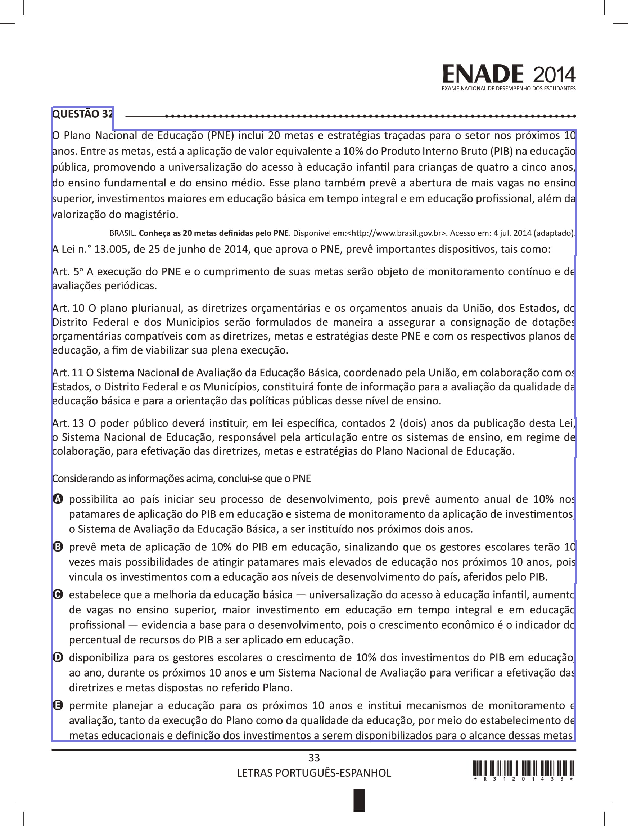 ENADE 2014
EXAME NACIONAL DE DESEMPENHO DOS ESTUDANTES
QUESTÃO 32
O Plano Nacional de Educação (PNE) inclui 20 metas e estratégias traçadas para o setor nos próximos 10
anos. Entre as metas, está a aplicação de valor equivalente a 10% do Produto Interno Bruto (PIB) na educação
pública, promovendo a universalização do acesso à educação infantil para crianças de quatro a cinco anos,
do ensino fundamental e do ensino médio. Esse plano também prevê a abertura de mais vagas no ensino
superior, investimentos maiores em educação básica em tempo integral e em educação profissional, além da
valorização do magistério.
BRASIL. Conheça as 20 metas definidas pelo PNE. Disponível em:<http://www.brasil.gov.br>. Acesso em: 4 jul. 2014 (adaptado).
A Lei n.° 13.005, de 25 de junho de 2014, que aprova o PNE, prevê importantes dispositivos, tais como:
Art. 5º A execução do PNE e o cumprimento de suas metas serão objeto de monitoramento contínuo e de
avaliações periódicas.
Art. 10 O plano plurianual, as diretrizes orçamentárias e os orçamentos anuais da União, dos Estados, do
Distrito Federal e dos Municípios serão formulados de maneira a assegurar a consignação de dotações
orçamentárias compatíveis com as diretrizes, metas e estratégias deste PNE e com os respectivos planos de
educação, a fim de viabilizar sua plena execução.
Art. 11 O Sistema Nacional de Avaliação da Educação Básica, coordenado pela União, em colaboração com os
Estados, o Distrito Federal e os Municípios, constituirá fonte de informação para a avaliação da qualidade da
educação básica e para a orientação das políticas públicas desse nível de ensino.
Art. 13 O poder público deverá instituir, em lei específica, contados 2 (dois) anos da publicação desta Lei,
o Sistema Nacional de Educação, responsável pela articulação entre os sistemas de ensino, em regime de
colaboração, para efetivação das diretrizes, metas e estratégias do Plano Nacional de Educação.
Considerando as informações acima, conclui-se que o PNE
A possibilita ao país iniciar seu processo de desenvolvimento, pois prevê aumento anual de 10% nos
patamares de aplicação do PIB em educação e sistema de monitoramento da aplicação de investimentos,
o Sistema de Avaliação da Educação Básica, a ser instituído nos próximos dois anos.
B prevê meta de aplicação de 10% do PIB em educação, sinalizando que os gestores escolares terão 10
vezes mais possibilidades de atingir patamares mais elevados de educação nos próximos 10 anos, pois
vincula os investimentos com a educação aos níveis de desenvolvimento do país, aferidos pelo PIB.
C estabelece que a melhoria da educação básica — universalização do acesso à educação infantil, aumento
de vagas no ensino superior, maior investimento em educação em tempo integral e em educação
profissional — evidencia a base para o desenvolvimento, pois o crescimento econômico é o indicador do
percentual de recursos do PIB a ser aplicado em educação.
D disponibiliza para os gestores escolares o crescimento de 10% dos investimentos do PIB em educação,
ao ano, durante os próximos 10 anos e um Sistema Nacional de Avaliação para verificar a efetivação das
diretrizes e metas dispostas no referido Plano.
E permite planejar a educação para os próximos 10 anos e institui mecanismos de monitoramento e
avaliação, tanto da execução do Plano como da qualidade da educação, por meio do estabelecimento de
metas educacionais e definição dos investimentos a serem disponibilizados para o alcance dessas metas.
33
LETRAS PORTUGUÊS-ESPANHOL